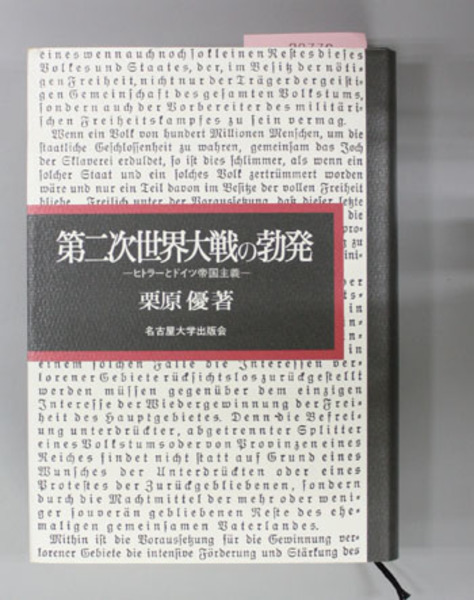 eines wenn auch noch so kleinen Restes dieses
Volkes und Staates, der, im Besitz der nöti-
gen Freiheit, nicht nur der Träger der geisti-
gen Gemeinschaft des gesamten Volkstums,
sondern auch der Vorbereiter des militäri-
schen Freiheitskampfes zu sein vermag.
Wenn ein Volk von hundert Millionen Menschen, um die
staatliche Geschlossenheit zu wahren, gemeinsam das Joch
der Sklaverei erduldet, so ist dies schlimmer, als wenn ein
solcher Staat und ein solches Volk zertrümmert worden
wäre und nur ein Teil davon im Besitze der vollen Freiheit
bliebe. Freilich unter der Voraussetzung, daß dieser letzte
第二次世界大戦の勃発
―ヒトラーとドイツ帝国主義―
栗原 優 著
名古屋大学出版会
einem solchen Falle die Interessen ver-
lorener Gebiete rücksichtslos zurückgestellt
werden müssen gegenüber dem einzigen
Interesse der Wiedergewinnung der Frei-
heit des Hauptgebietes. Denn die Befrei-
ung unterdrückter, abgetrennter Splitter
eines Volkstums oder von Provinzen eines
Reiches findet nicht statt auf Grund eines
Wunsches der Unterdrückten oder eines
Protestes der Zurückgebliebenen, sondern
durch die Machtmittel der mehr oder weni-
ger souverän gebliebenen Reste des ehe-
maligen gemeinsamen Vaterlandes.
Mithin ist die Voraussetzung für die Gewinnung ver-
lorener Gebiete die intensive Förderung und Stärkung des